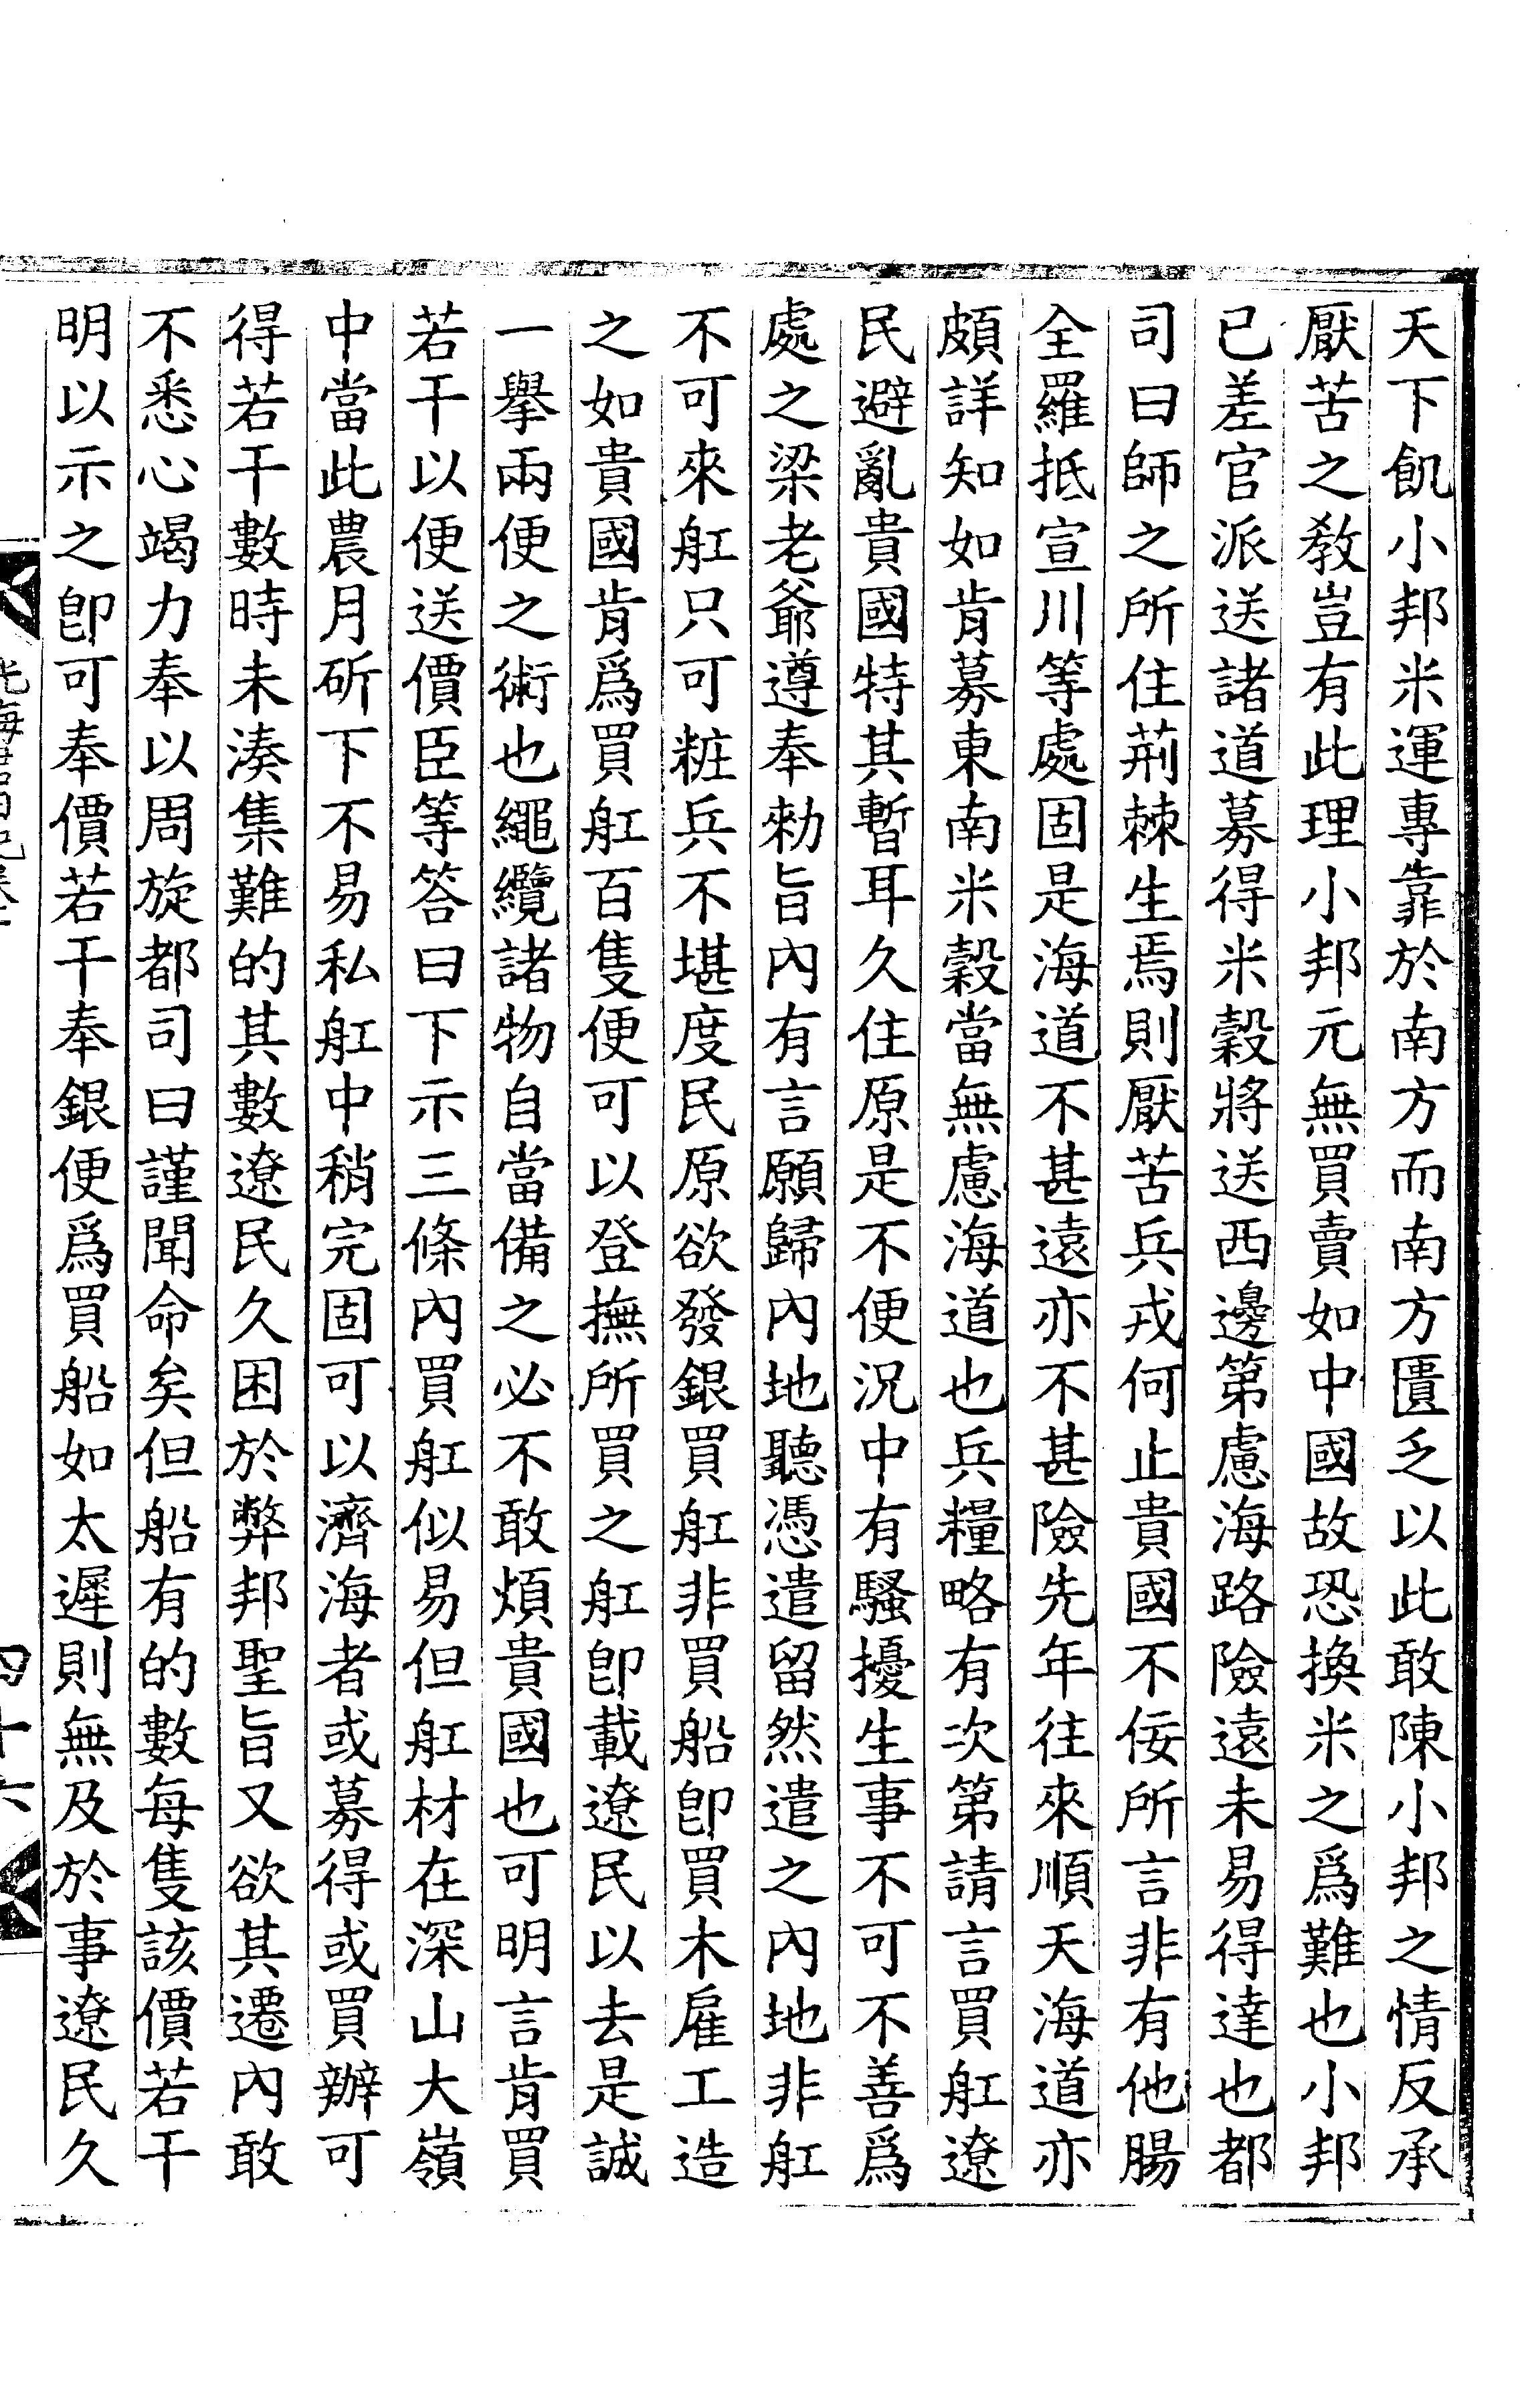 天下飢小邦米運專靠於南方而南方匱乏以此敢陳小邦之情反承
厭苦之教豈有此理小邦元無買賣如中國故恐換米之爲難也小邦
已差官派送諸道募得米穀將送西邊第慮海路險遠未易得達也都
司曰師之所住荊棘生焉則厭苦兵戎何止貴國不佞所言非有他腸
全羅抵宣川等處固是海道不甚遠亦不甚險先年往來順天海道亦
頗詳知如肯募東南米穀當無慮海道也兵糧略有次第請言買舡遼
民避亂貴國特其暫耳久住原是不便況中有騷擾生事不可不善爲
處之梁老爺遵奉勑旨內有言願歸內地聽憑遣留然遣之內地非舡
不可來舡只可粧兵不堪度民原欲發銀買舡非買船卽買木雇工造
之如貴國肯爲買舡百隻便可以登撫所買之舡卽載遼民以去是誠
一擧兩便之術也繩纜諸物自當備之必不敢煩貴國也可明言肯買
若干以便送價臣等答曰下示三條內買舡似易但舡材在深山大嶺
中當此農月斫下不易私舡中稍完固可以濟海者或募得或買辦可
得若干數時未湊集難的其數遼民久困於弊邦聖旨又欲其遷內敢
不悉心竭力奉以周旋都司曰謹聞命矣但船有的數每隻該價若干
明以示之卽可奉價若干奉銀便爲買船如太遲則無及於事遼民久
四十六